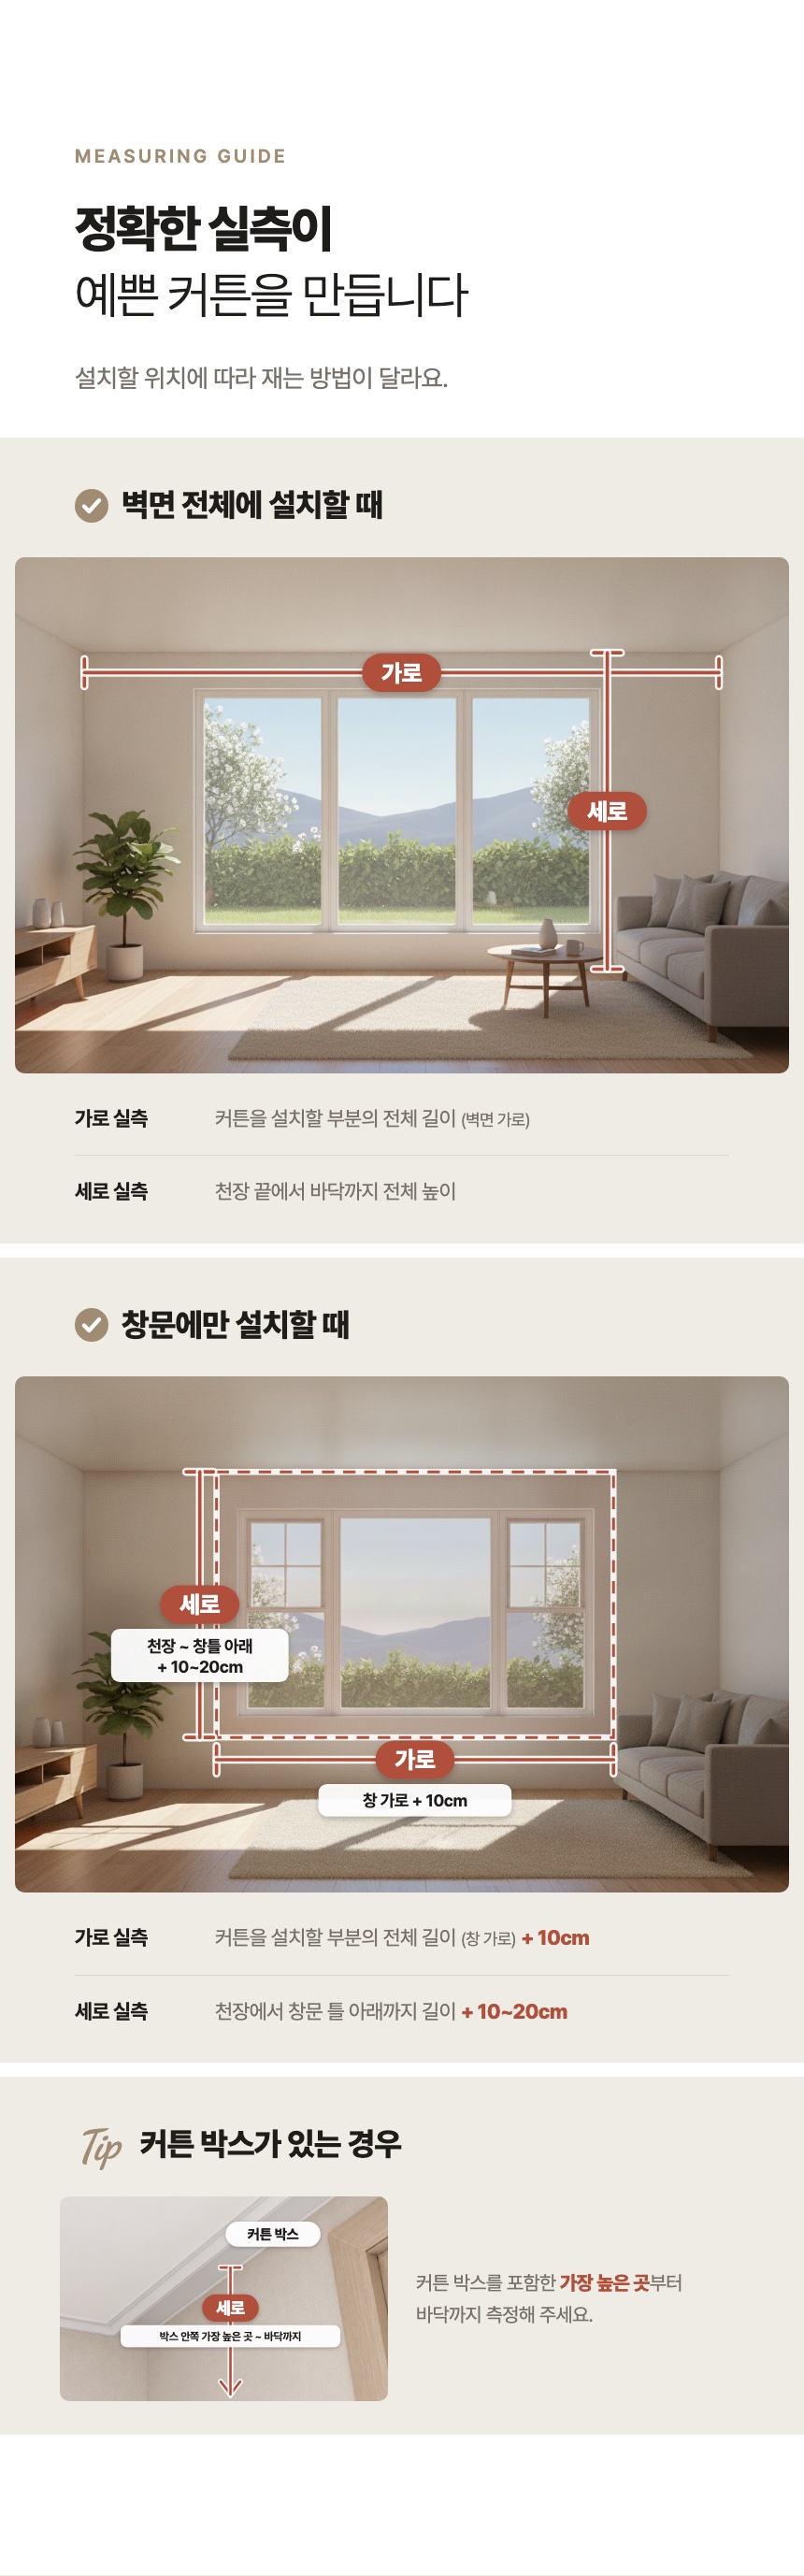 MEASURING GUIDE
정확한 실측이
예쁜 커튼을 만듭니다
설치할 위치에 따라 재는 방법이 달라요.
벽면 전체에 설치할 때
가로
세로
가로 실측 커튼을 설치할 부분의 전체 길이 (벽면 가로)
세로 실측 천장 끝에서 바닥까지 전체 높이
창문에만 설치할 때
세로
천장 ~ 창틀 아래
+ 10~20cm
가로
창 가로 + 10cm
가로 실측 커튼을 설치할 부분의 전체 길이 (창 가로) + 10cm
세로 실측 천장에서 창문 틀 아래까지 길이 + 10~20cm
Tip 커튼 박스가 있는 경우
커튼 박스
세로
박스 안쪽 가장 높은 곳 ~ 바닥까지
커튼 박스를 포함한 가장 높은 곳부터
바닥까지 측정해 주세요.